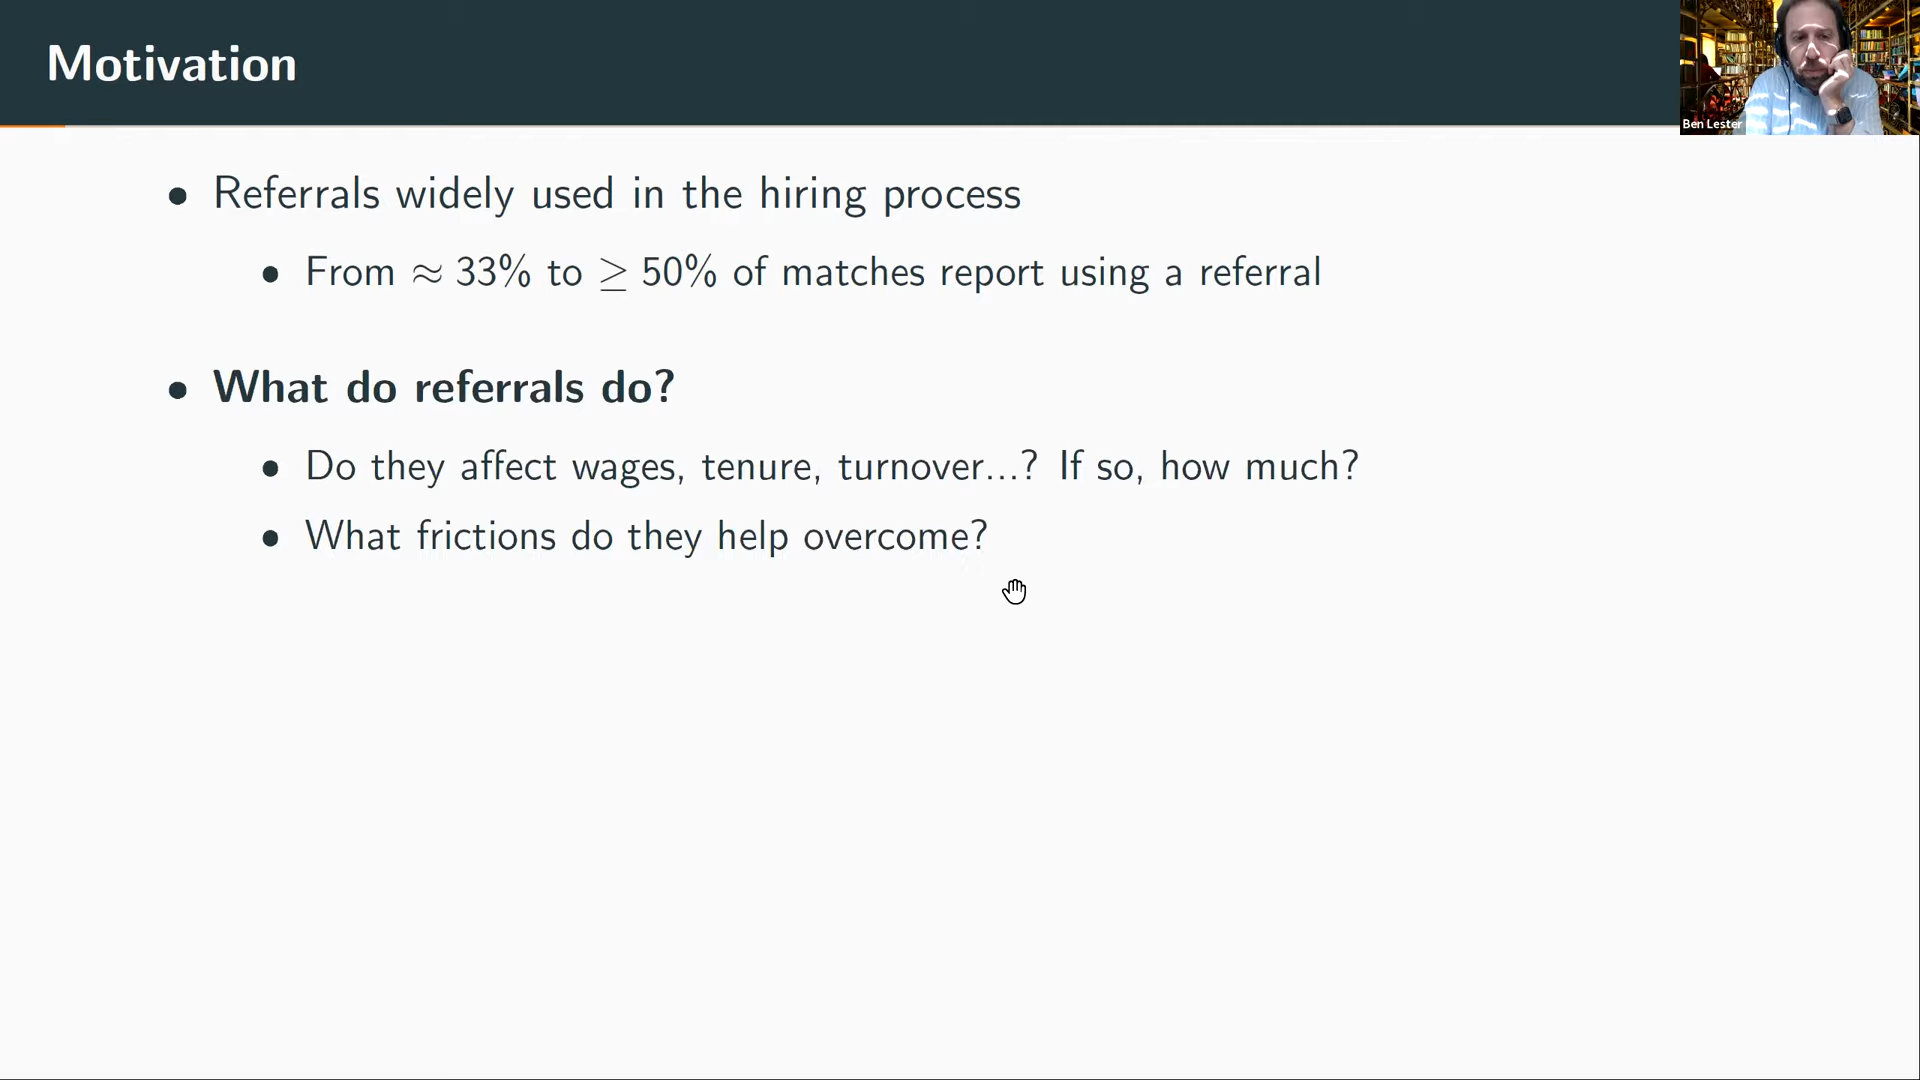 Motivation
Ben Lester
• Referrals widely used in the hiring process
• From ≈ 33% to ≥ 50% of matches report using a referral
• What do referrals do?
• Do they affect wages, tenure, turnover...? If so, how much?
• What frictions do they help overcome?